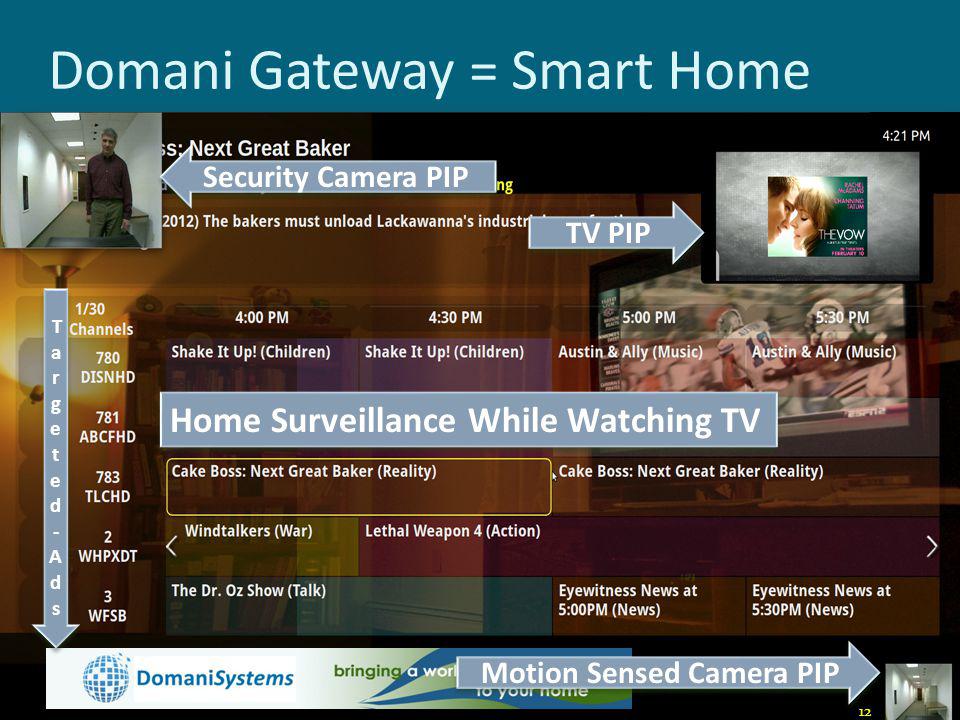 Domani Gateway = Smart Home
ss: Next Great Baker
4:21 PM
Security Camera PIP
ng
2012) The bakers must unload Lackawanna's industri
TV PIP
RACHEL McADAMS
CHANNING TATUM
THE VOW
IN THEATERS FEBRUARY 10
Targeted-Ads
1/30
Channels
4:00 PM
4:30 PM
5:00 PM
5:30 PM
780
DISNHD
Shake It Up! (Children)
Shake It Up! (Children)
Austin & Ally (Music)
Austin & Ally (Music)
781
ABCFHD
Home Surveillance While Watching TV
783
TLCHD
Cake Boss: Next Great Baker (Reality)
Cake Boss: Next Great Baker (Reality)
2
WHPXDT
Windtalkers (War)
Lethal Weapon 4 (Action)
3
WFSB
The Dr. Oz Show (Talk)
Eyewitness News at 5:00PM (News)
Eyewitness News at 5:30PM (News)
DomaniSystems
bringing a worl
to your home
Motion Sensed Camera PIP
12